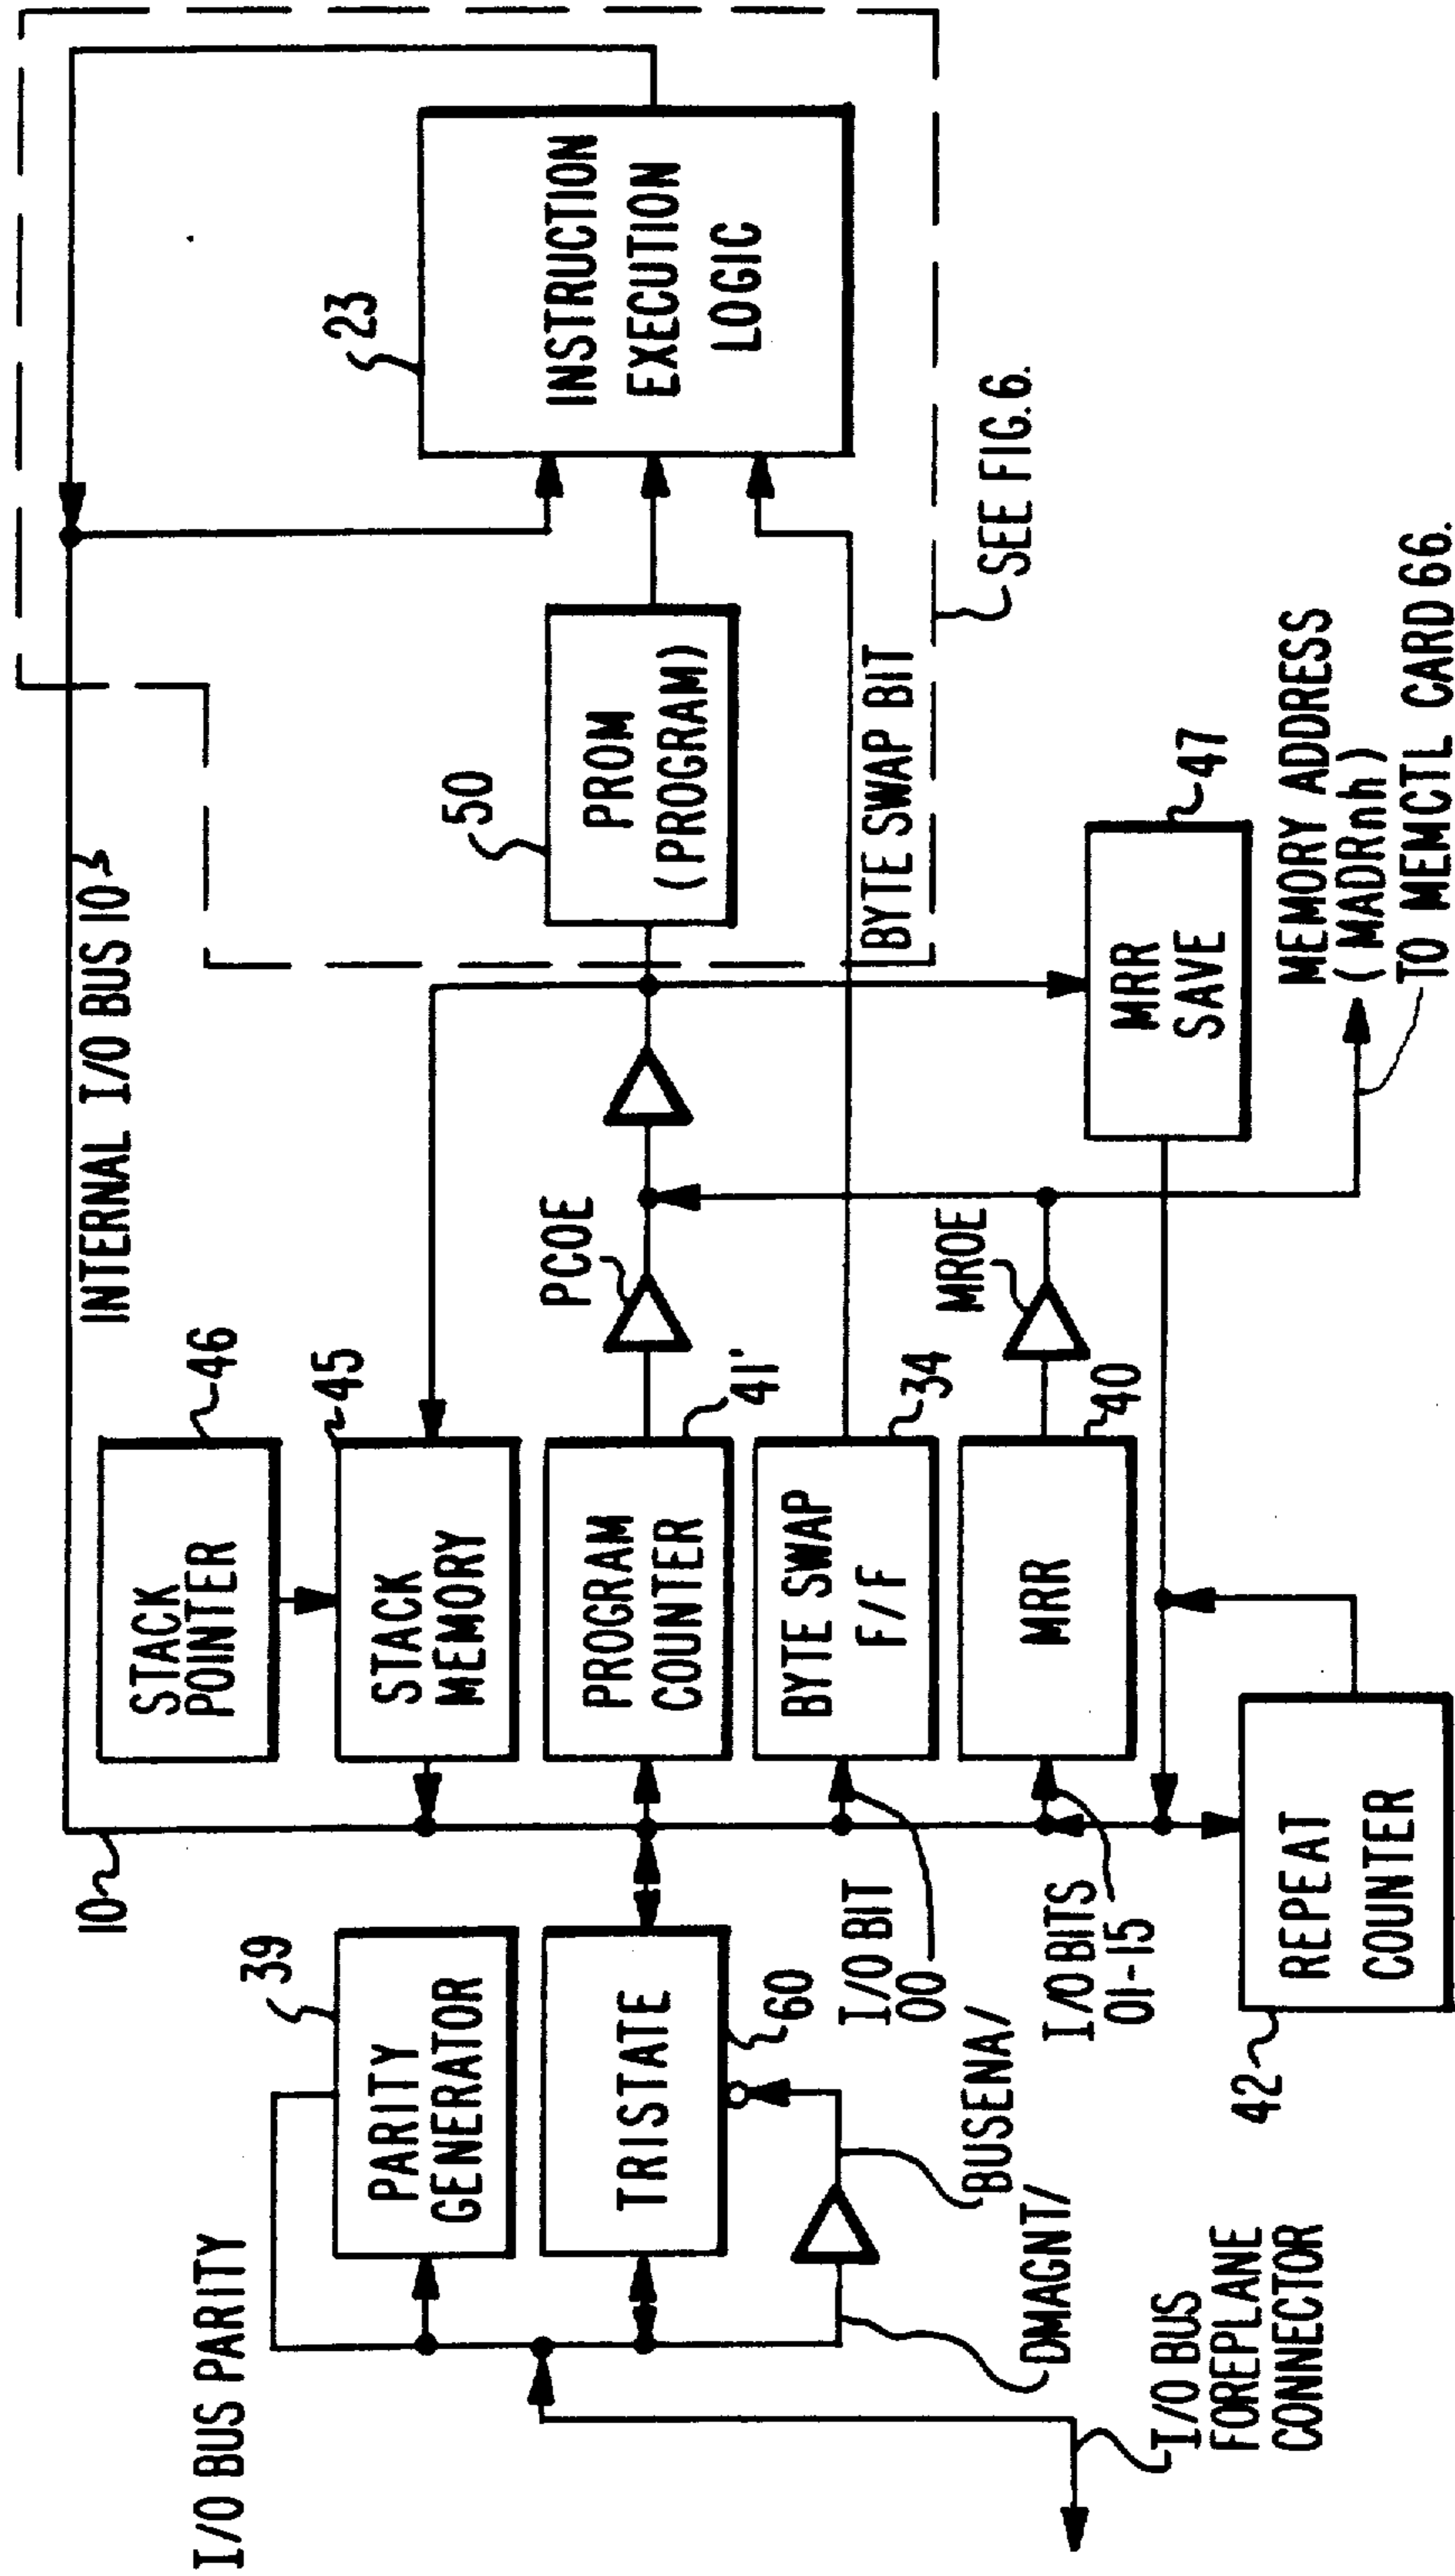 I/O BUS PARITY
39
PARITY
GENERATOR
TRISTATE
60
BUSENA/
DMAGNT/
I/O BUS
FOREPLANE
CONNECTOR
10
INTERNAL I/O BUS 10
STACK
POINTER
46
STACK
MEMORY
45
PROGRAM
COUNTER
41'
BYTE SWAP
F/F
34
MRR
40
I/O BIT
00
I/O BITS
01-15
REPEAT
COUNTER
42
PCOE
MROE
MRR
SAVE
47
MEMORY ADDRESS
(MADRnh)
TO MEMCTL CARD 66.
50
PROM
(PROGRAM)
BYTE SWAP BIT
23
INSTRUCTION
EXECUTION
LOGIC
SEE FIG.6.